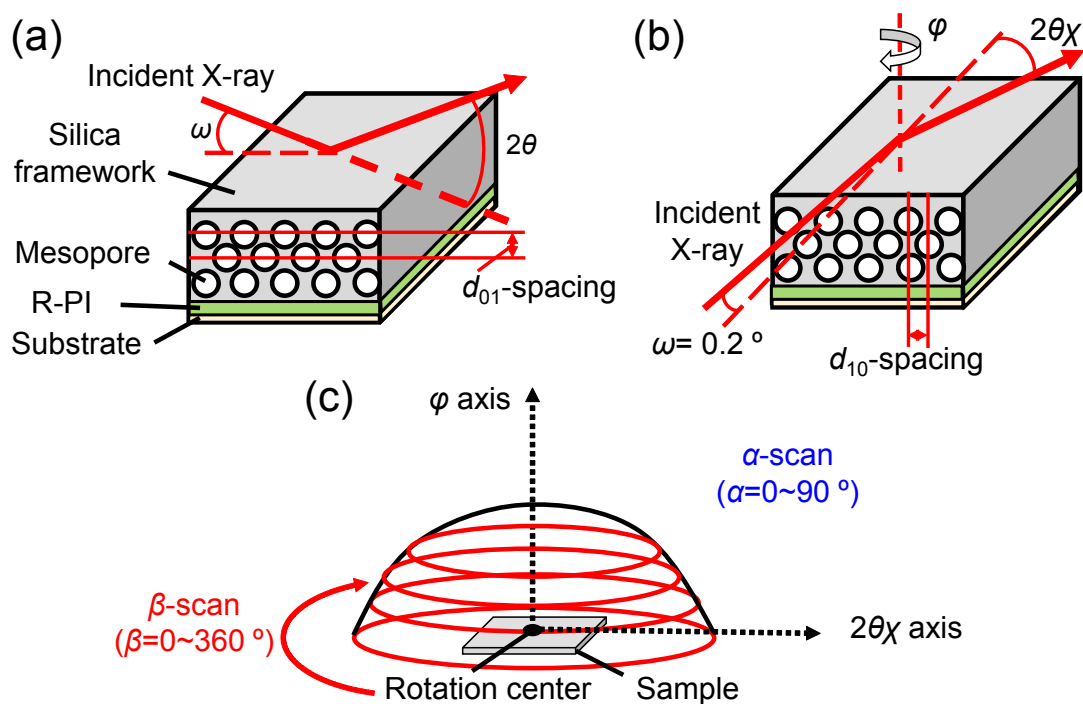 (a)
Incident X-ray
ω
2θ
Silica
framework
Mesopore
R-PI
Substrate
d01-spacing
(b)
φ
2θχ
Incident
X-ray
ω= 0.2 º
d10-spacing
(c)
φ axis
α-scan
(α=0~90 º)
β-scan
(β=0~360 º)
2θχ axis
Rotation center
Sample